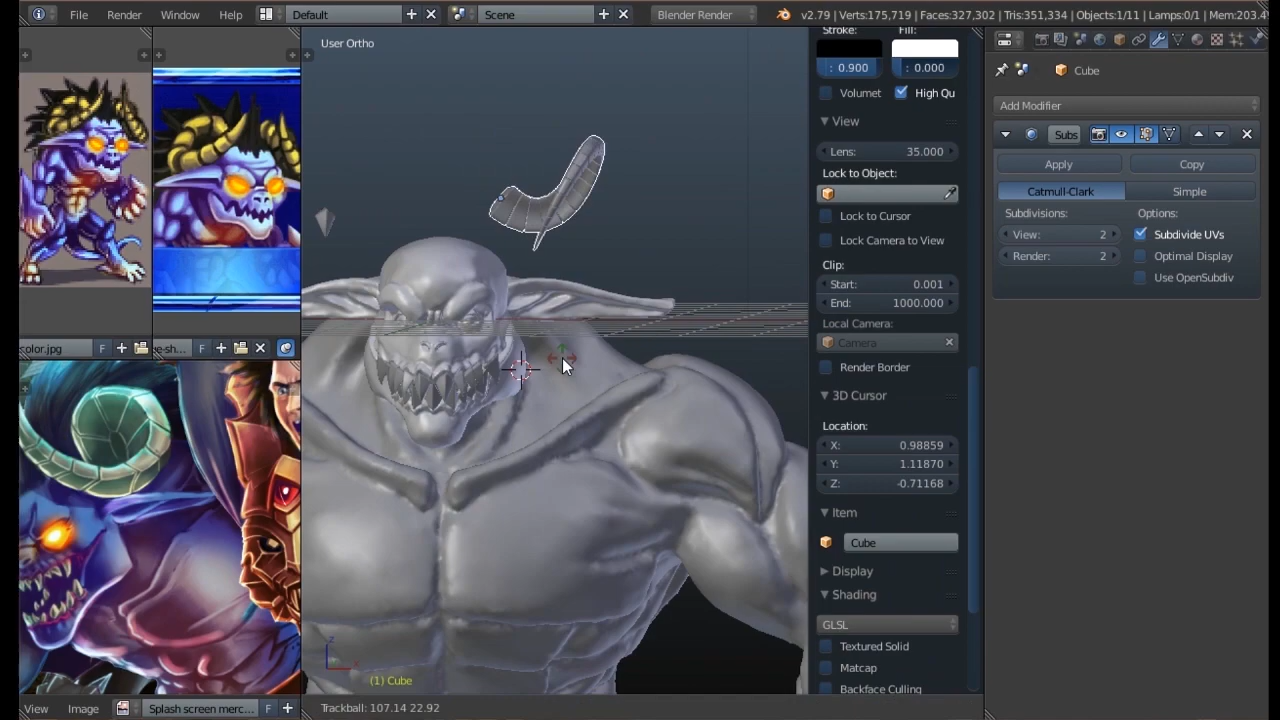 File Render Window Help Default Scene Blender Render v2.79 | Verts:175,719 | Faces:327,302 | Tris:351,334 | Objects:1/11 | Lamps:0/1 | Mem:203.4
User Ortho
Stroke: Fill:
: 0.900 : 0.000
Volumet High Qu
View
Lens: 35.000
Lock to Object:
Lock to Cursor
Lock Camera to View
Clip:
Start: 0.001
End: 1000.000
Local Camera:
Camera
Render Border
3D Cursor
Location:
X: 0.98859
Y: 1.11870
Z: -0.71168
Item
Cube
Display
Shading
GLSL
Textured Solid
Matcap
Backface Culling
Cube
Add Modifier
Subs
Apply Copy
Catmull-Clark Simple
Subdivisions: Options:
View: 2 Subdivide UVs
Render: 2 Optimal Display
Use OpenSubdiv
color.jpg F e-sh... F
z
x
(1) Cube
View Image Splash screen merc... F
Trackball: 107.14 22.92